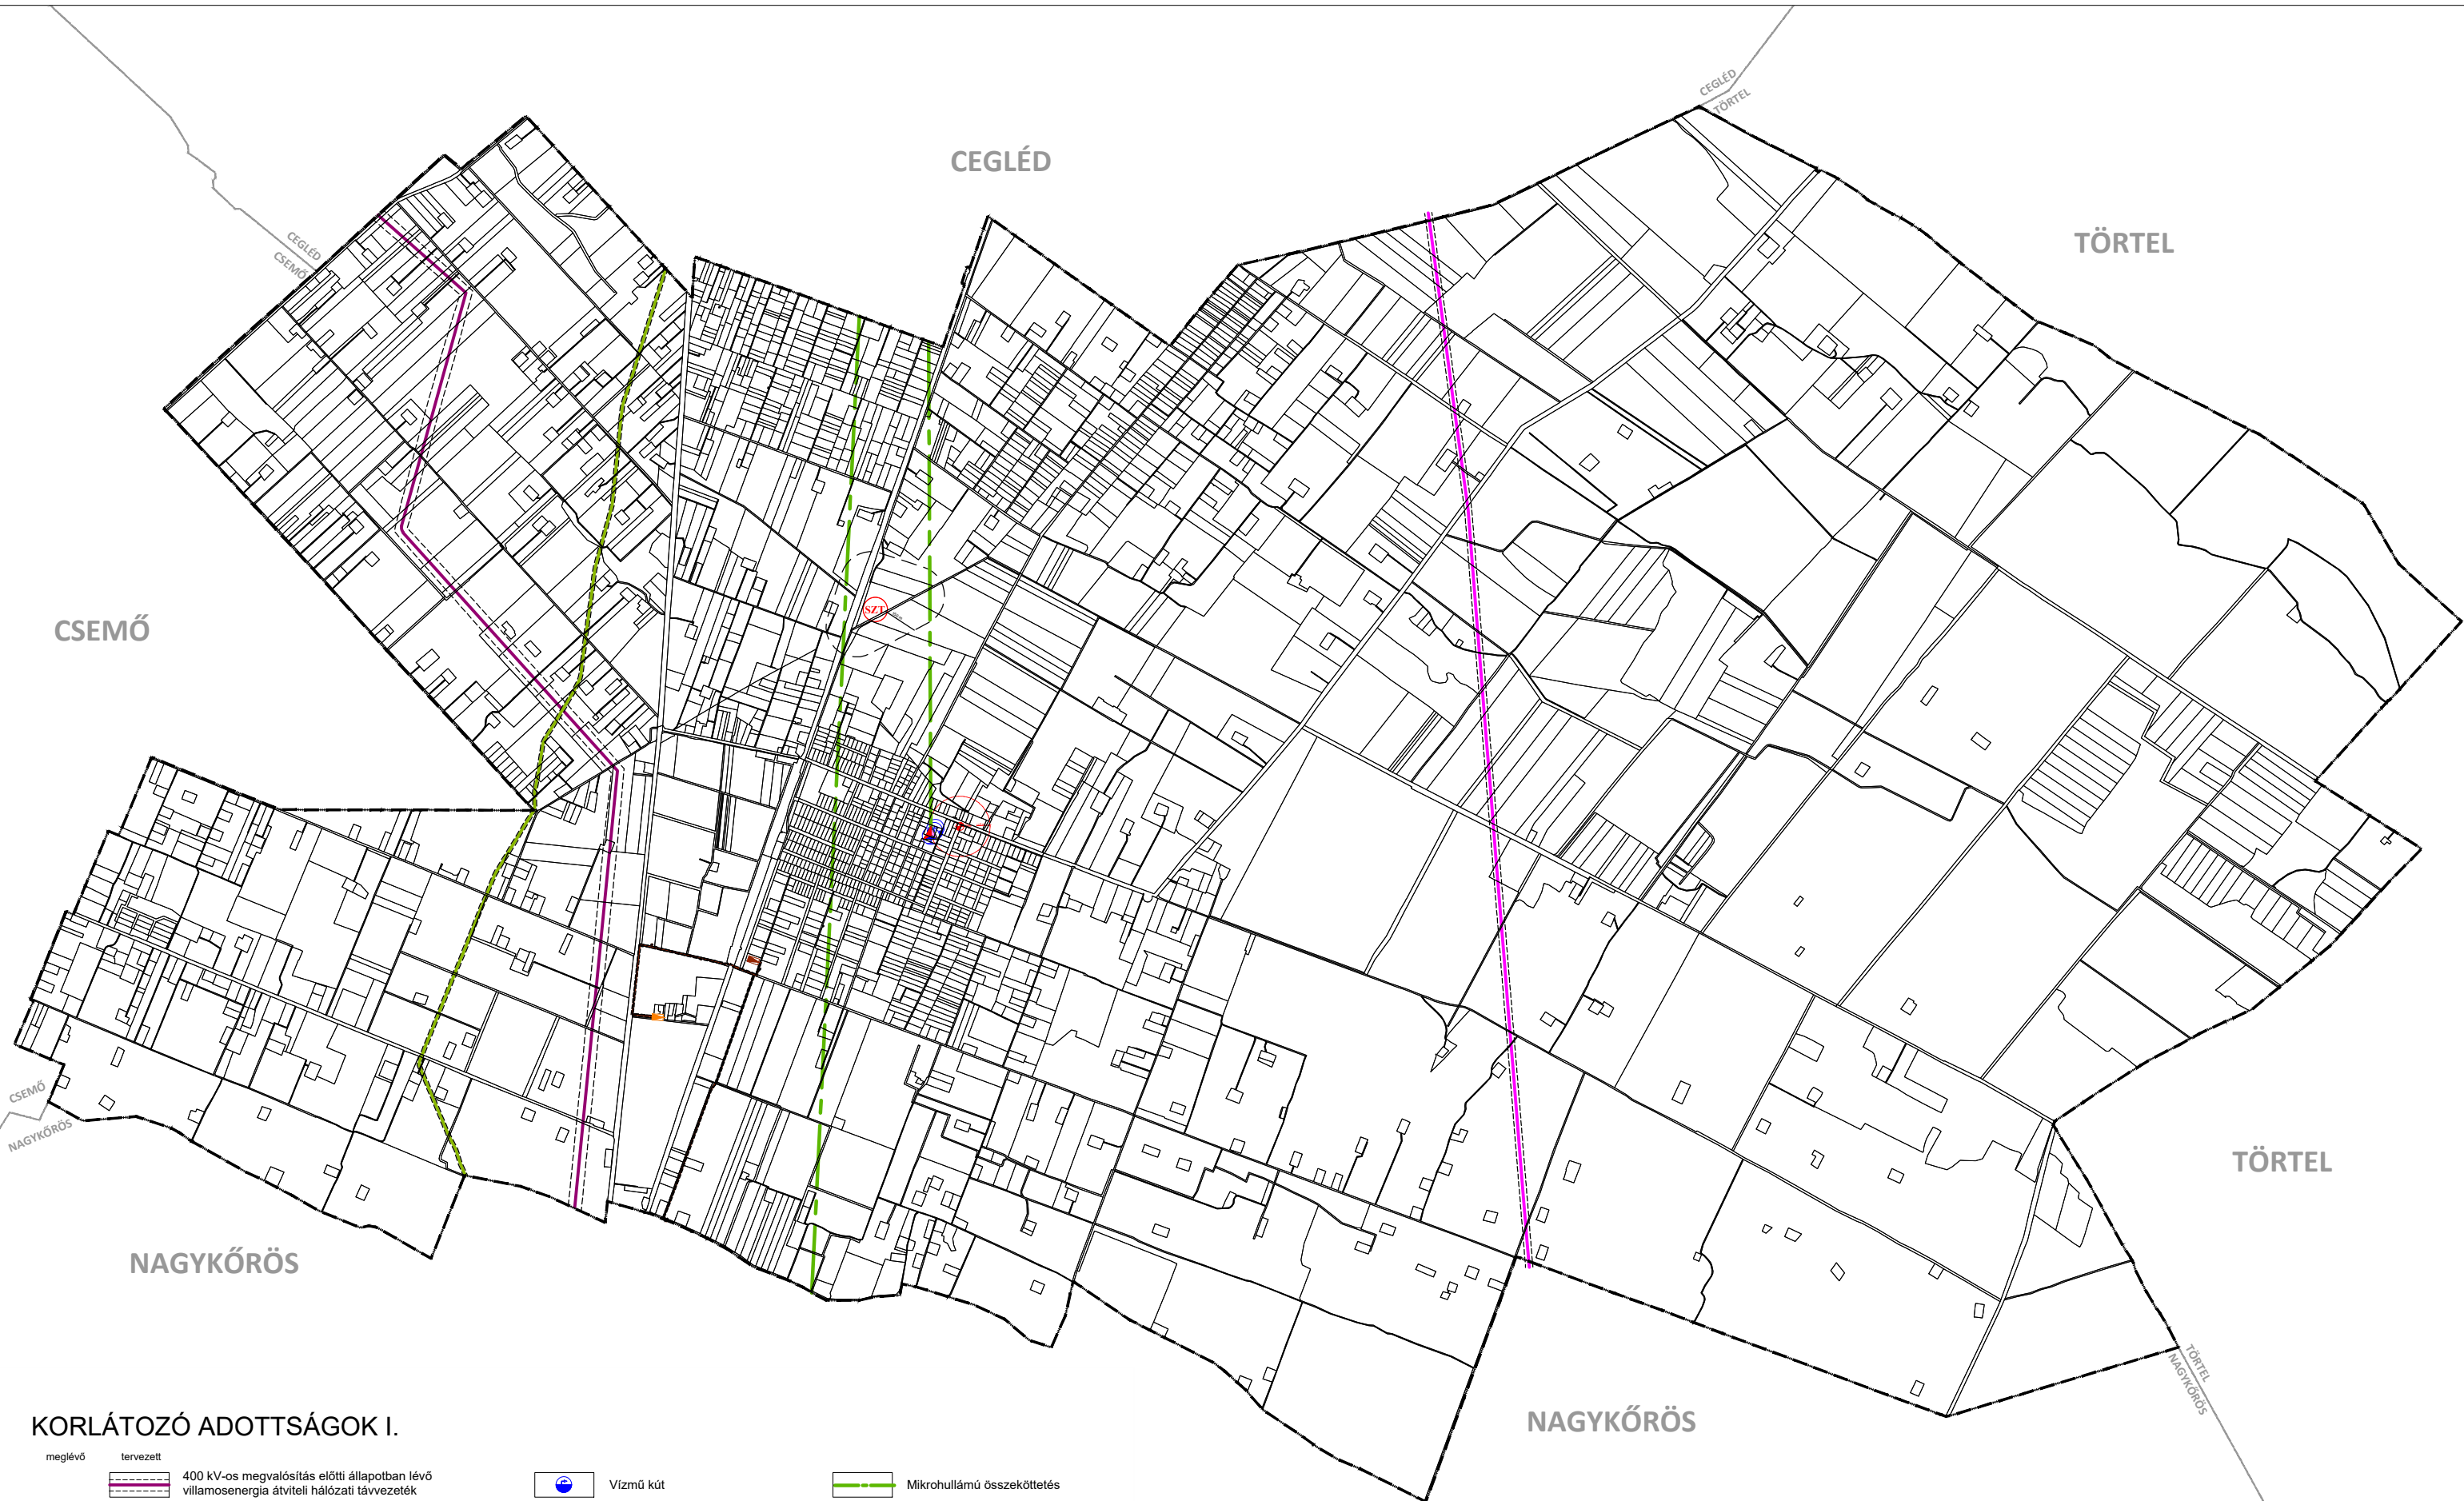 CEGLÉD
TÖRTEL
CEGLÉD
TÖRTEL
CEGLÉD
CSEMŐ
SZT
CSEMŐ
CSEMŐ
NAGYKŐRÖS
TÖRTEL
NAGYKŐRÖS
TÖRTEL
NAGYKŐRÖS
NAGYKŐRÖS
KORLÁTOZÓ ADOTTSÁGOK I.
meglévő tervezett
400 kV-os megvalósítás előtti állapotban lévő
villamosenergia átviteli hálózati távvezeték
Vízmű kút
Mikrohullámú összeköttetés